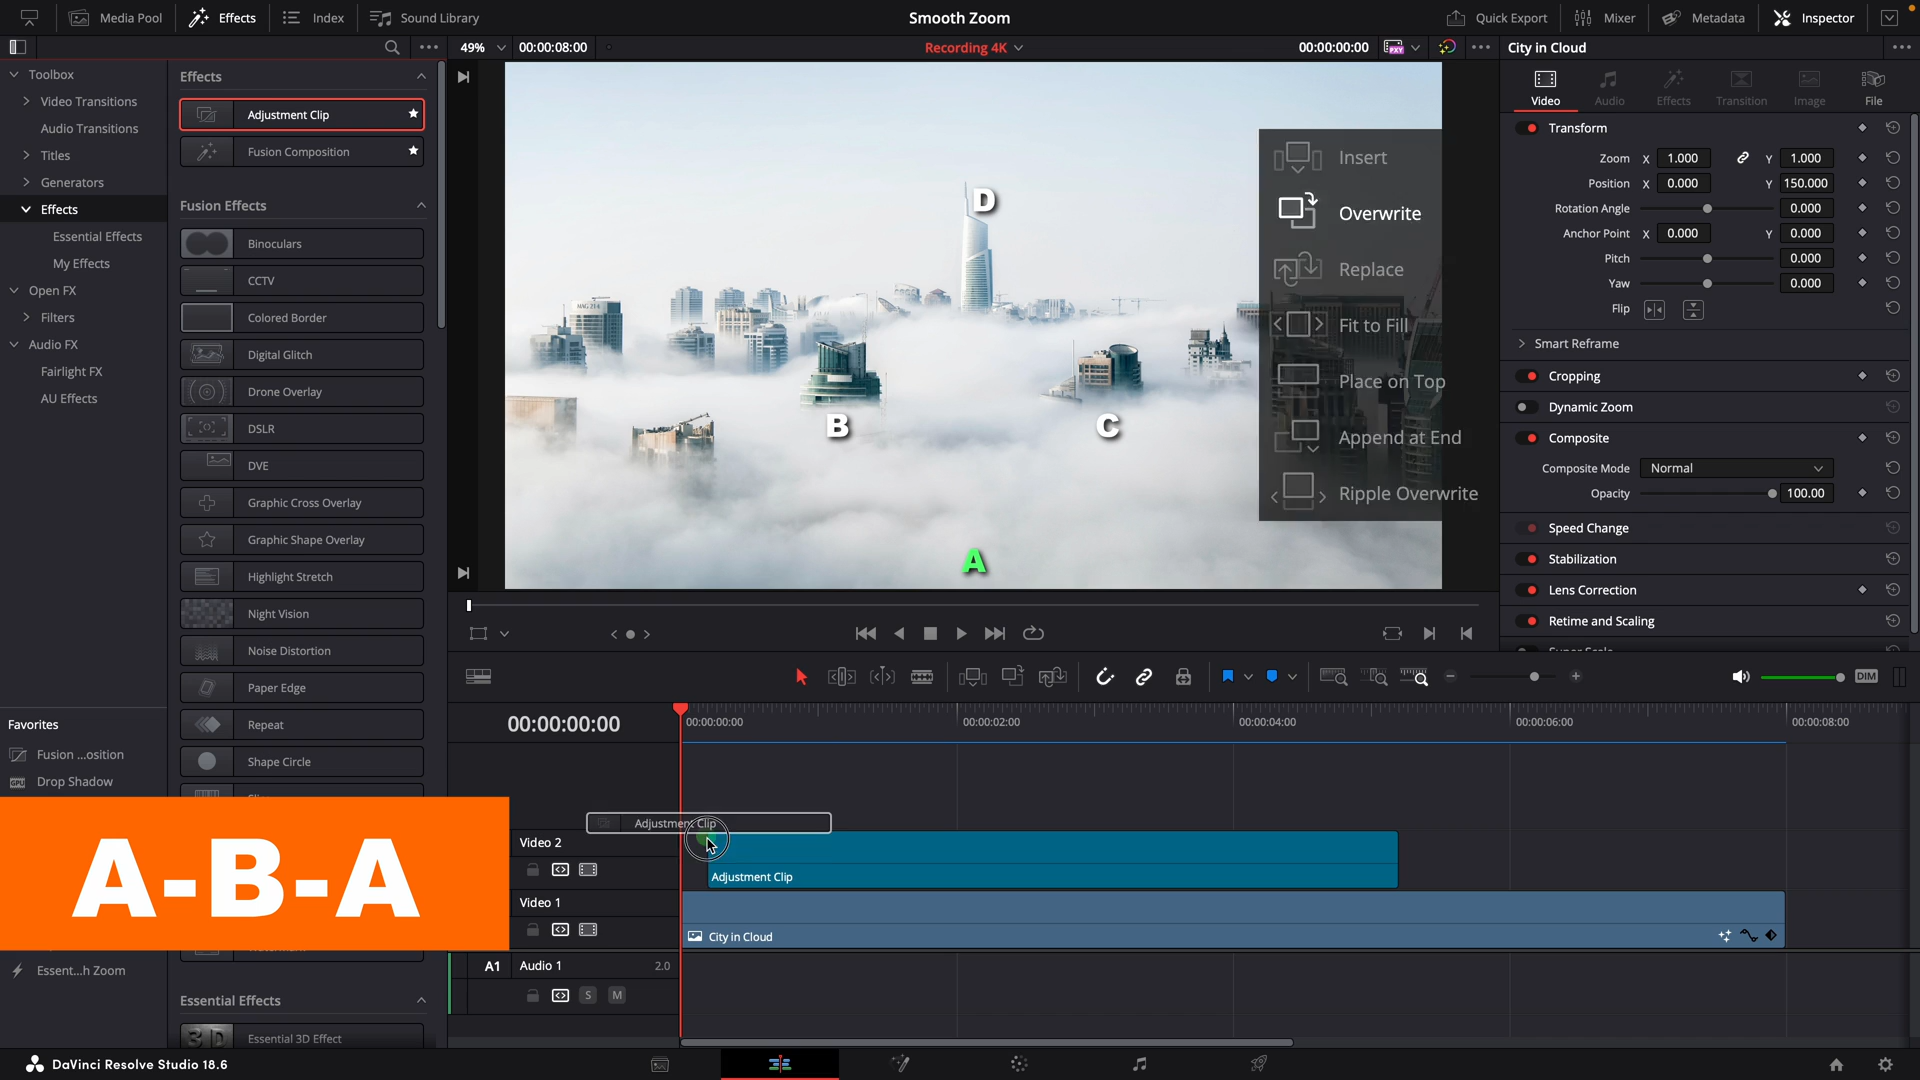 Media Pool
Effects
Index
Sound Library
Smooth Zoom
Quick Export
Mixer
Metadata
Inspector
49%
00:00:08:00
Recording 4K
00:00:00:00
PXY
City in Cloud
Toolbox
Video Transitions
Audio Transitions
Titles
Generators
Effects
Essential Effects
My Effects
Open FX
Filters
Audio FX
Fairlight FX
AU Effects
Effects
Adjustment Clip
Fusion Composition
Fusion Effects
Binoculars
CCTV
Colored Border
Digital Glitch
Drone Overlay
DSLR
DVE
Graphic Cross Overlay
Graphic Shape Overlay
Highlight Stretch
Night Vision
Noise Distortion
Paper Edge
Repeat
Shape Circle
Essential Effects
3D
Essential 3D Effect
Favorites
Fusion ...osition
Drop Shadow
A-B-A
Essent...h Zoom
MAG 214
D
B
C
A
Insert
Overwrite
Replace
Fit to Fill
Place on Top
Append at End
Ripple Overwrite
Video
Audio
Effects
Transition
Image
File
Transform
Zoom X 1.000 Y 1.000
Position X 0.000 Y 150.000
Rotation Angle 0.000
Anchor Point X 0.000 Y 0.000
Pitch 0.000
Yaw 0.000
Flip
Smart Reframe
Cropping
Dynamic Zoom
Composite
Composite Mode Normal
Opacity 100.00
Speed Change
Stabilization
Lens Correction
Retime and Scaling
DIM
00:00:00:00
00:00:00:00
00:00:02:00
00:00:04:00
00:00:06:00
00:00:08:00
Adjustment Clip
Video 2
Adjustment Clip
Video 1
City in Cloud
A1 Audio 1 2.0
S M
DaVinci Resolve Studio 18.6